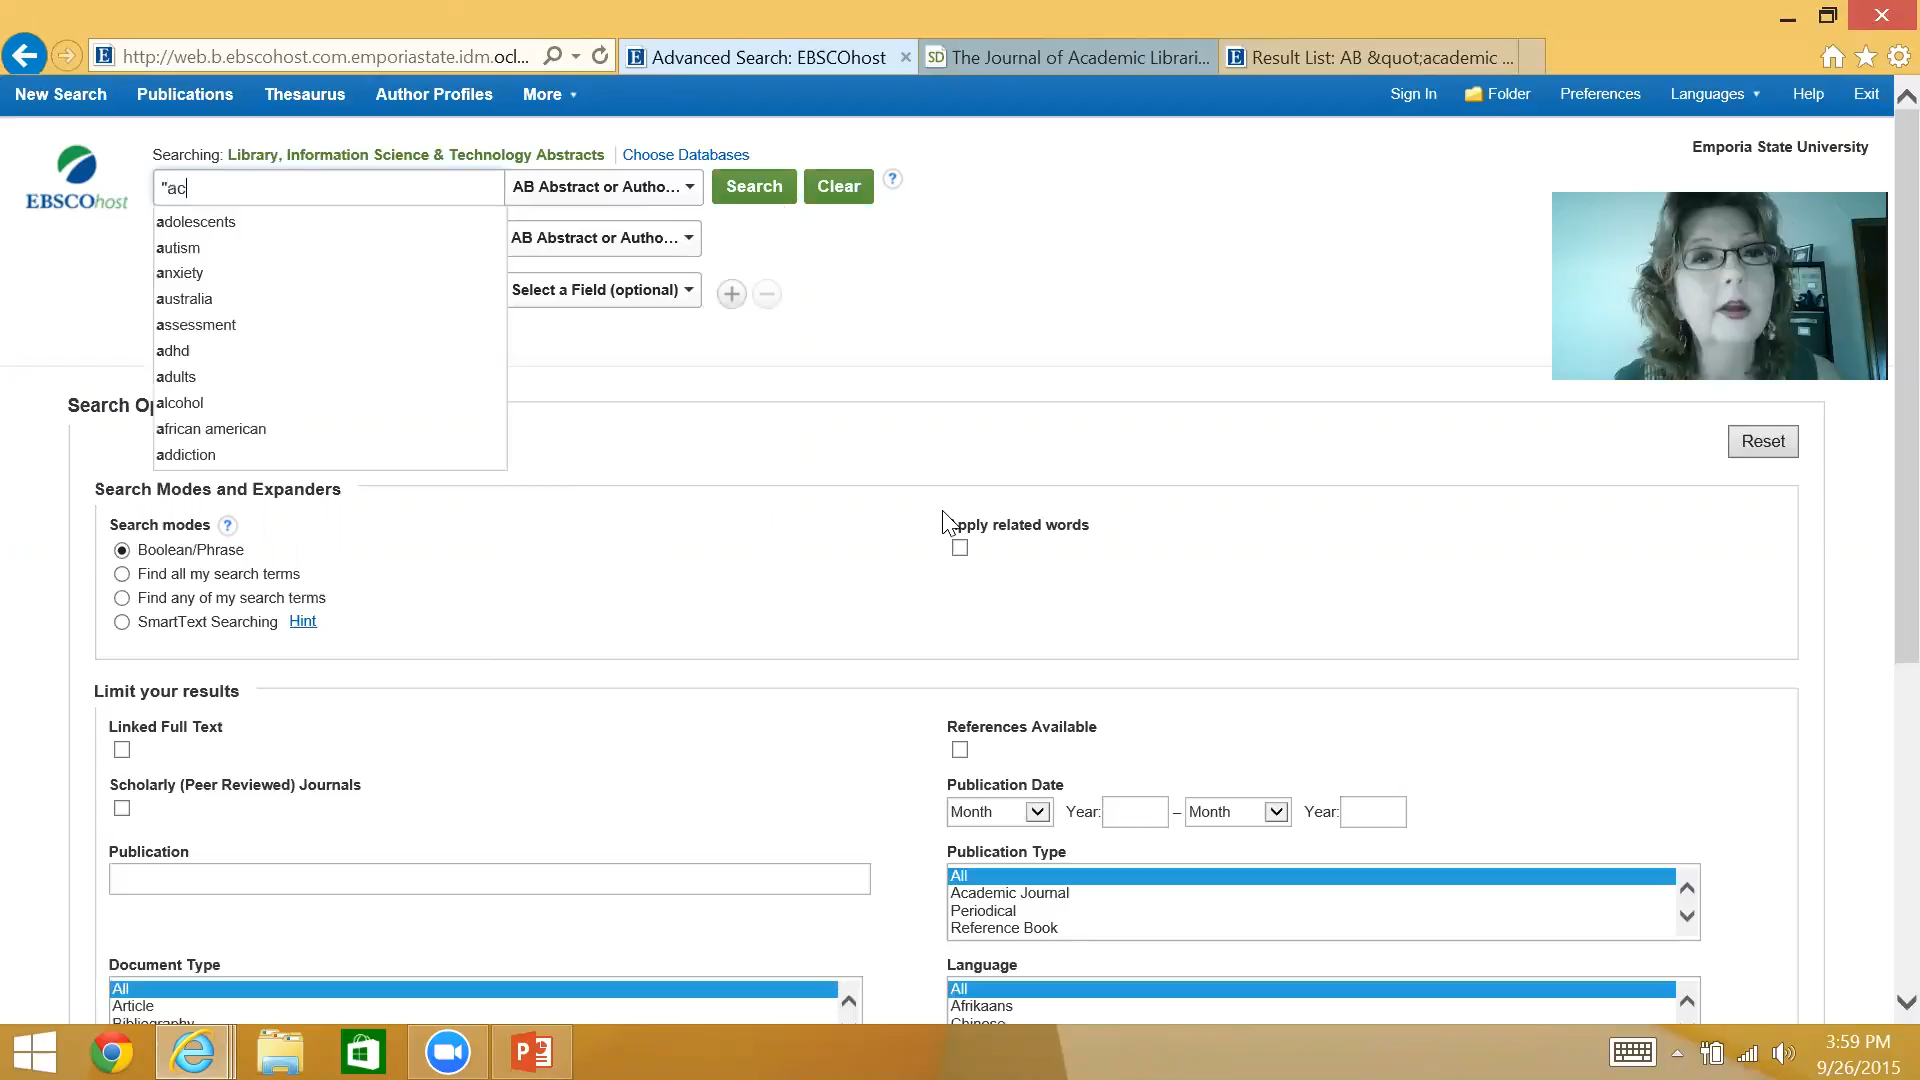 http://web.b.ebscohost.com.emporiastate.idm.ocl...
Advanced Search: EBSCOhost
The Journal of Academic Librari...
Result List: AB &quot;academic ...
New Search
Publications
Thesaurus
Author Profiles
More
Sign In
Folder
Preferences
Languages
Help
Exit
Searching: Library, Information Science & Technology Abstracts
Choose Databases
Emporia State University
EBSCOhost
"ac
AB Abstract or Autho...
Search
Clear
?
adolescents
AB Abstract or Autho...
autism
anxiety
Select a Field (optional)
australia
assessment
adhd
adults
alcohol
african american
addiction
Search Op
Reset
Search Modes and Expanders
Search modes ?
Boolean/Phrase
Find all my search terms
Find any of my search terms
SmartText Searching Hint
pply related words
Limit your results
Linked Full Text
References Available
Scholarly (Peer Reviewed) Journals
Publication Date
Month Year: – Month Year:
Publication
Publication Type
All
Academic Journal
Periodical
Reference Book
Document Type
All
Article
Bibliography
Language
All
Afrikaans
Chinese
3:59 PM
9/26/2015